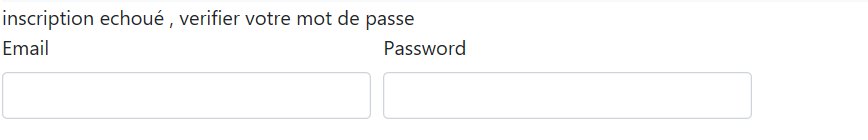 inscription echoué , verifier votre mot de passe
Email Password